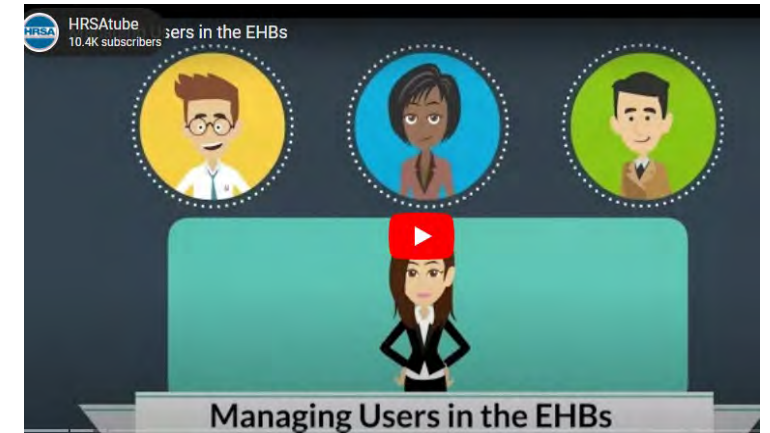 HRSA
HRSAtube
10.4K subscribers
sers in the EHBs
Managing Users in the EHBs